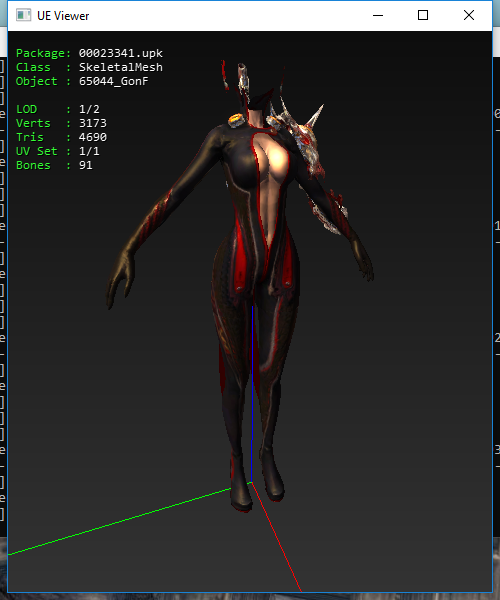 UE Viewer
Package: 00023341.upk
Class : SkeletalMesh
Object : 65044_GonF
LOD : 1/2
Verts : 3173
Tris : 4690
UV Set : 1/1
Bones : 91